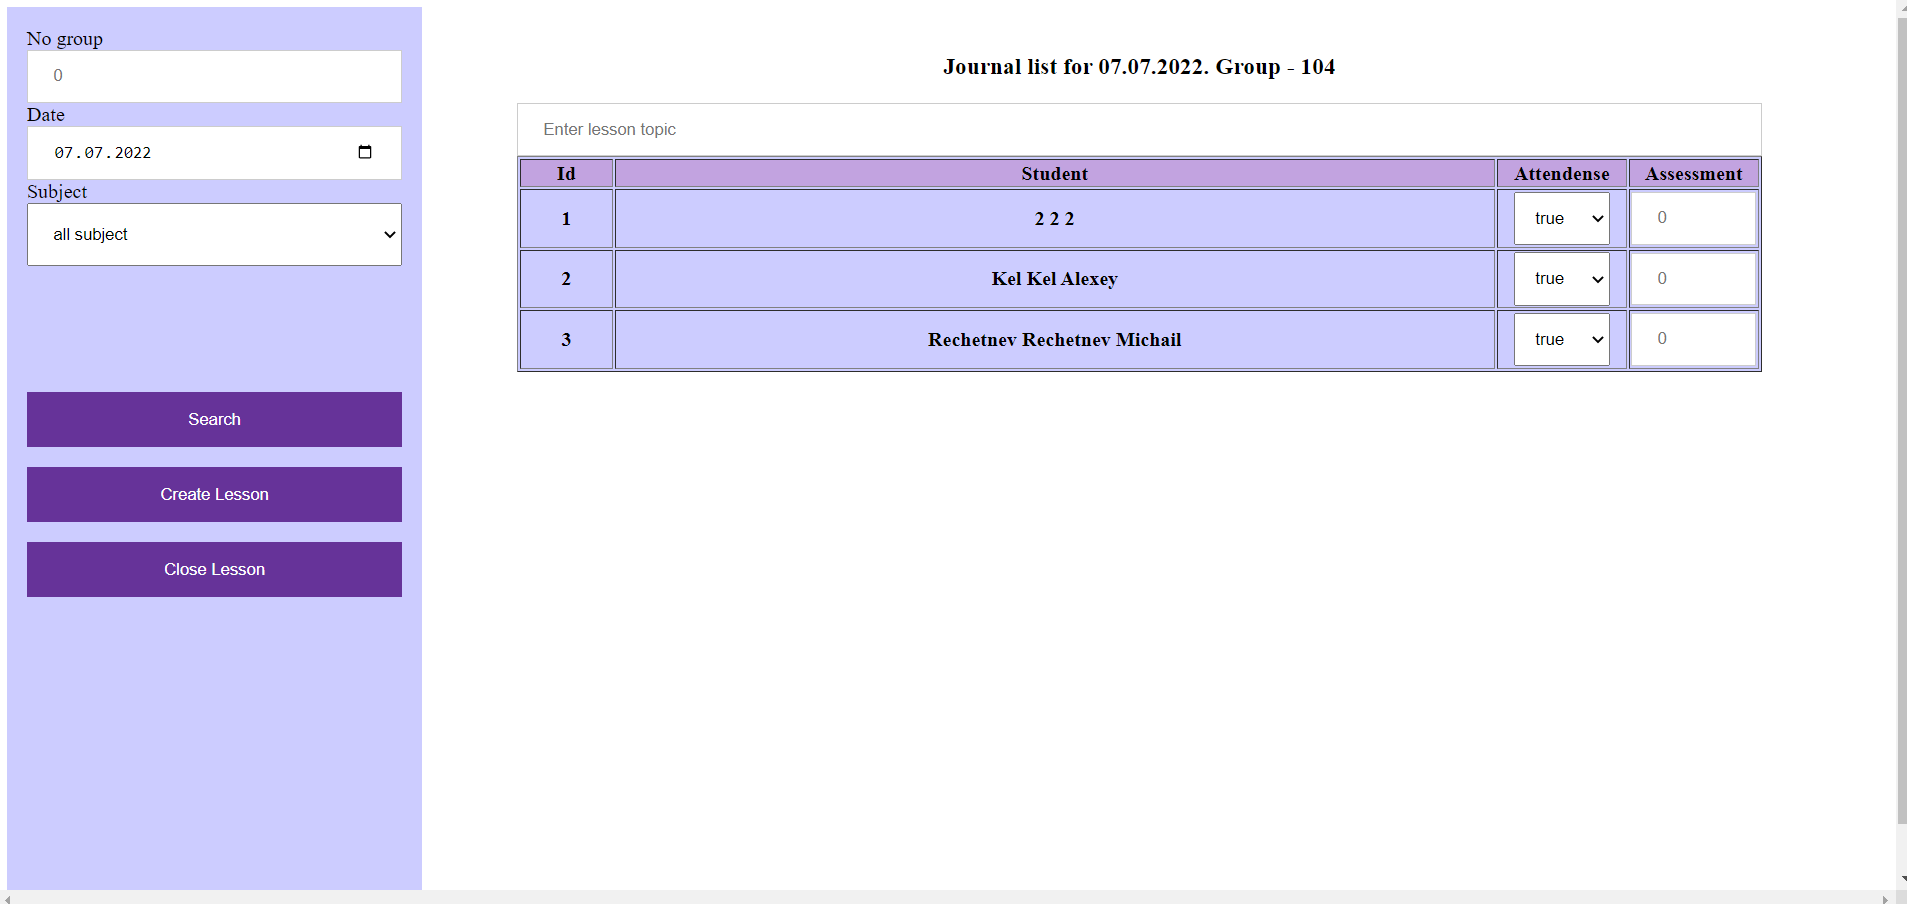 No group
0
Date
07.07.2022
Subject
all subject
Search
Create Lesson
Close Lesson
Journal list for 07.07.2022. Group - 104
Enter lesson topic
Id Student Attendense Assessment
1 2 2 2 true 0
2 Kel Kel Alexey true 0
3 Rechetnev Rechetnev Michail true 0